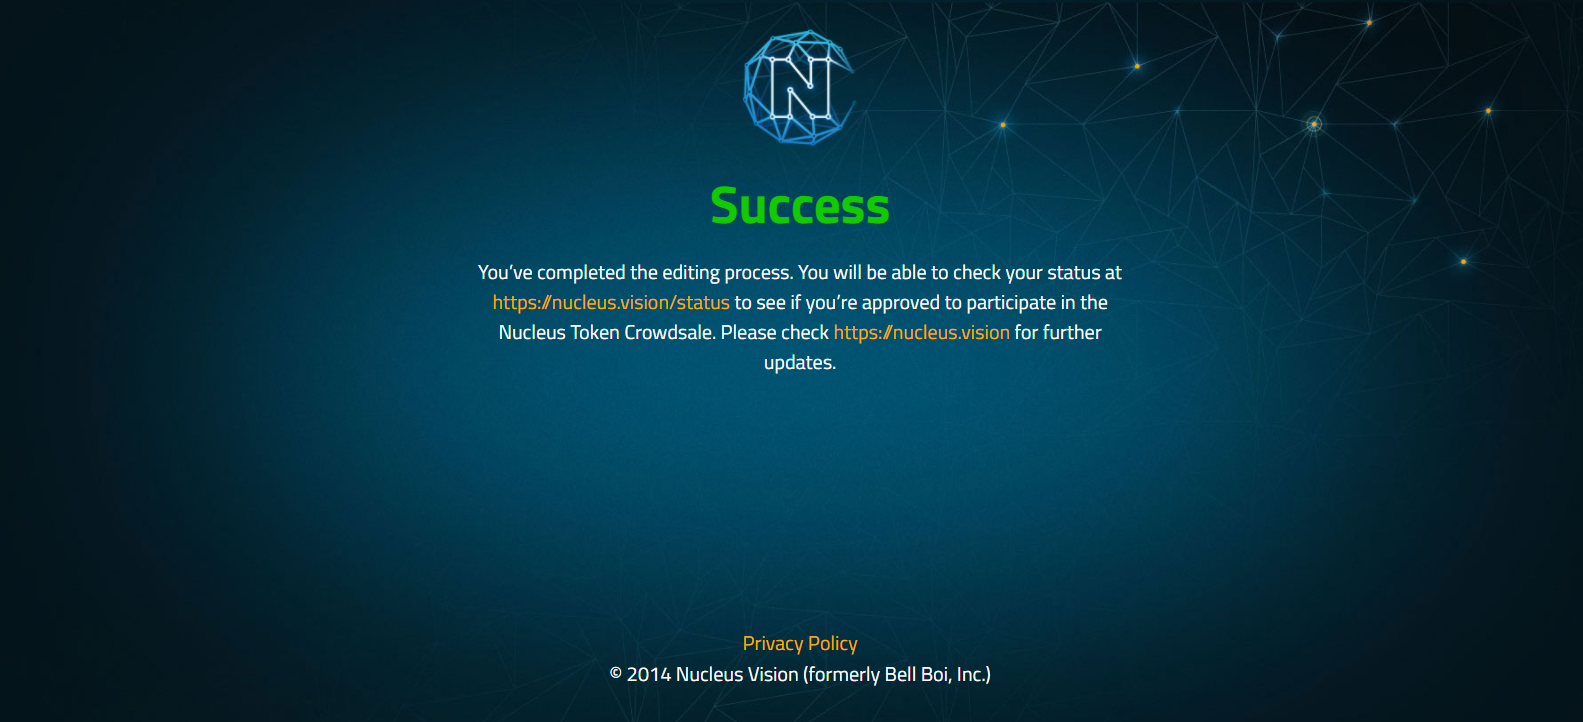 N
Success
You've completed the editing process. You will be able to check your status at
https://nucleus.vision/status to see if you're approved to participate in the
Nucleus Token Crowdsale. Please check https://nucleus.vision for further
updates.
Privacy Policy
© 2014 Nucleus Vision (formerly Bell Boi, Inc.)